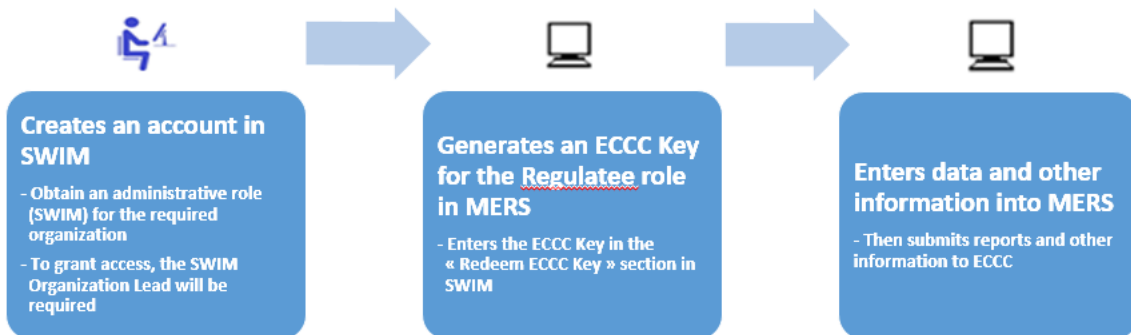 Creates an account in
SWIM
- Obtain an administrative role
(SWIM) for the required
organization
- To grant access, the SWIM
Organization Lead will be
required
Generates an ECCC Key
for the Regulatee role
in MERS
- Enters the ECCC Key in the
« Redeem ECCC Key » section in
SWIM
Enters data and other
information into MERS
- Then submits reports and other
information to ECCC